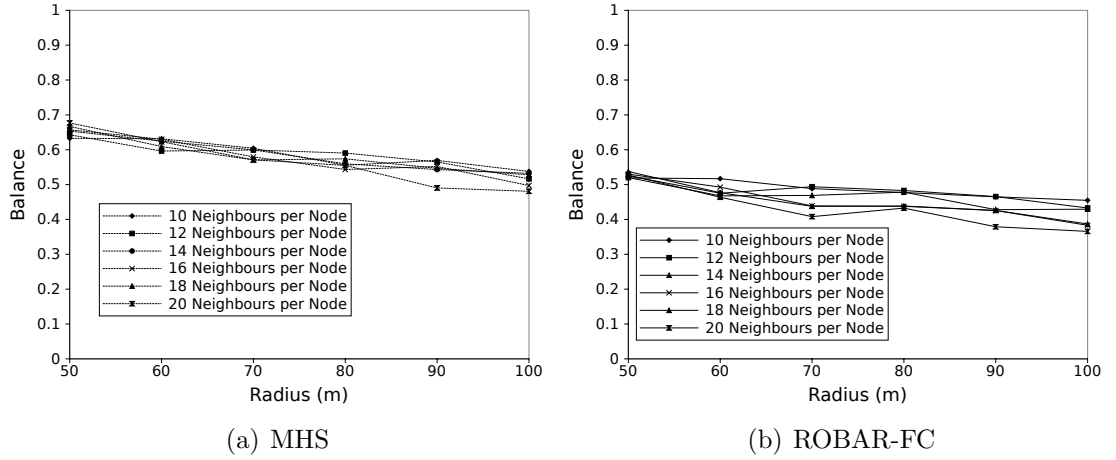 1
0.9
0.8
0.7
0.6
0.5
0.4
0.3
0.2
0.1
0
Balance
10 Neighbours per Node
12 Neighbours per Node
14 Neighbours per Node
16 Neighbours per Node
18 Neighbours per Node
20 Neighbours per Node
50 60 70 80 90 100
Radius (m)
(a) MHS
1
0.9
0.8
0.7
0.6
0.5
0.4
0.3
0.2
0.1
0
Balance
10 Neighbours per Node
12 Neighbours per Node
14 Neighbours per Node
16 Neighbours per Node
18 Neighbours per Node
20 Neighbours per Node
50 60 70 80 90 100
Radius (m)
(b) ROBAR-FC